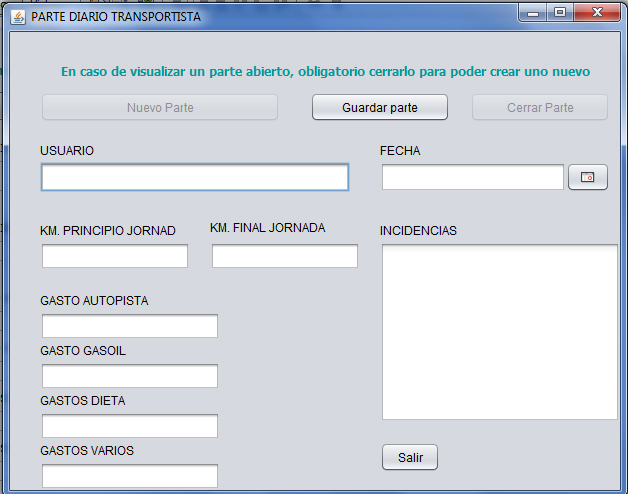 PARTE DIARIO TRANSPORTISTA
En caso de visualizar un parte abierto, obligatorio cerrarlo para poder crear uno nuevo
Nuevo Parte Guardar parte Cerrar Parte
USUARIO FECHA
KM. PRINCIPIO JORNAD KM. FINAL JORNADA INCIDENCIAS
GASTO AUTOPISTA
GASTO GASOIL
GASTOS DIETA
GASTOS VARIOS
Salir